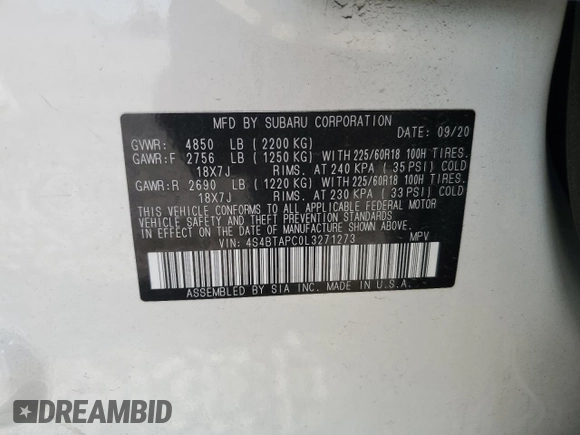 MFD BY SUBARU CORPORATION
DATE: 09/20
GVWR: 4850 LB (2200 KG)
GAWR:F 2756 LB (1250 KG) WITH 225/60R18 100H TIRES.
18X7J RIMS. AT 240 KPA (35 PSI) COLD
GAWR:R 2690 LB (1220 KG) WITH 225/60R18 100H TIRES.
18X7J RIMS. AT 230 KPA (33 PSI) COLD
THIS VEHICLE CONFORMS TO ALL APPLICABLE FEDERAL MOTOR
VEHICLE SAFETY AND THEFT PREVENTION STANDARDS
IN EFFECT ON THE DATE OF MANUFACTURE SHOWN ABOVE.
VIN: 4S4BTAPC0L3271273 MPV
ASSEMBLED BY SIA INC. MADE IN U.S.A.
DREAMBID